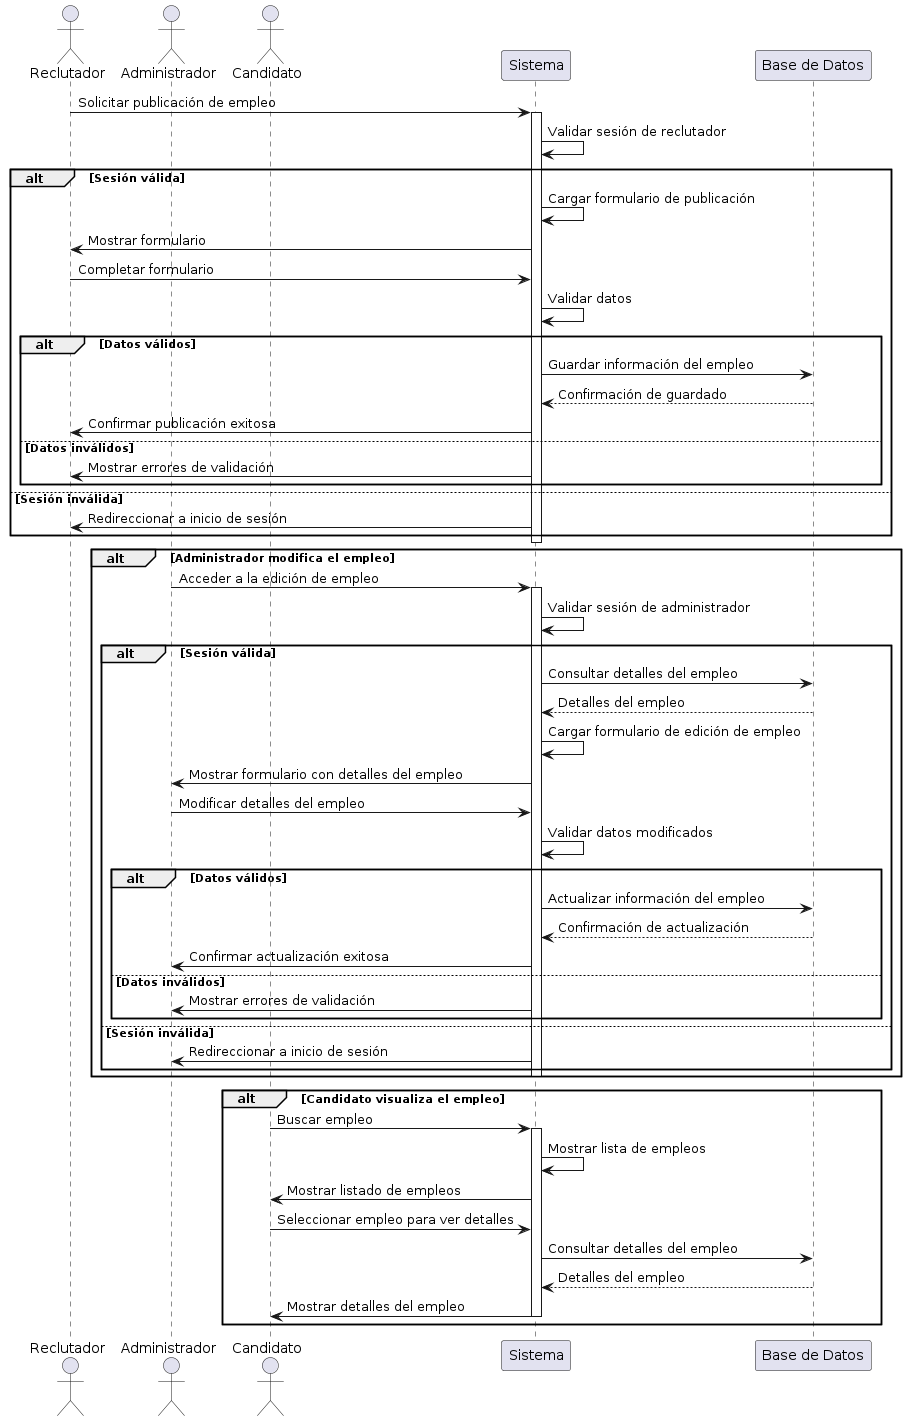 Reclutador
Administrador
Candidato
Sistema
Base de Datos
Solicitar publicación de empleo
Validar sesión de reclutador
alt [Sesión válida]
Cargar formulario de publicación
Mostrar formulario
Completar formulario
Validar datos
alt [Datos válidos]
Guardar información del empleo
Confirmación de guardado
Confirmar publicación exitosa
[Datos inválidos]
Mostrar errores de validación
[Sesión inválida]
Redireccionar a inicio de sesión
alt [Administrador modifica el empleo]
Acceder a la edición de empleo
Validar sesión de administrador
alt [Sesión válida]
Consultar detalles del empleo
Detalles del empleo
Cargar formulario de edición de empleo
Mostrar formulario con detalles del empleo
Modificar detalles del empleo
Validar datos modificados
alt [Datos válidos]
Actualizar información del empleo
Confirmación de actualización
Confirmar actualización exitosa
[Datos inválidos]
Mostrar errores de validación
[Sesión inválida]
Redireccionar a inicio de sesión
alt [Candidato visualiza el empleo]
Buscar empleo
Mostrar lista de empleos
Mostrar listado de empleos
Seleccionar empleo para ver detalles
Consultar detalles del empleo
Detalles del empleo
Mostrar detalles del empleo
Reclutador
Administrador
Candidato
Sistema
Base de Datos